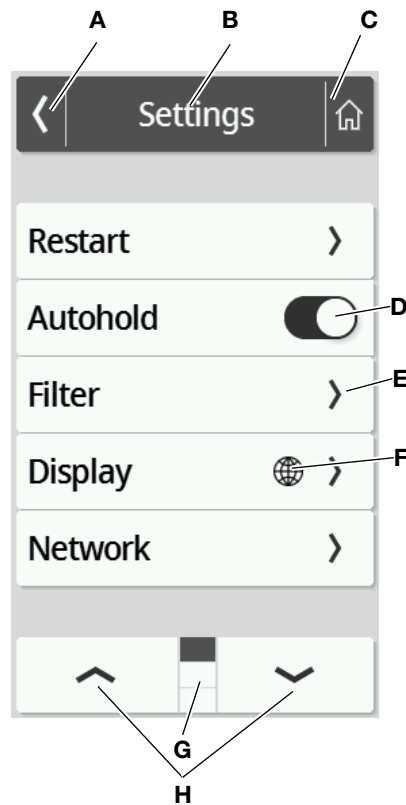 A B C
Settings
Restart
Autohold
D
Filter
E
Display
F
Network
G
H